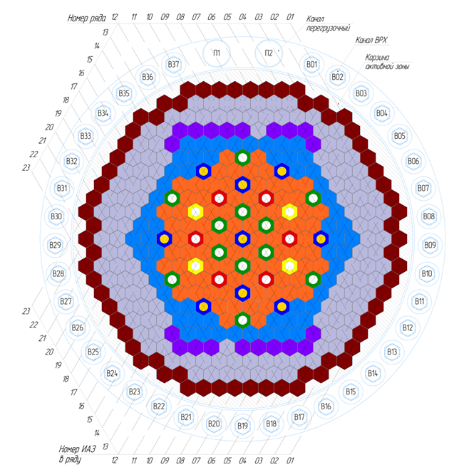 Номер ряда 12 11 10 09 08 07 06 05 04 03 02 01
Канал
перегрузочный
Канал ВРХ
Корзина
активной зоны
13
14
15
16
17
18
19
20
21
22
23
П1 П2
В01
В02
В03
В04
В05
В06
В07
В08
В09
В10
В11
В12
В13
В14
В15
В16
В17
В18
В19
В20
В21
В22
В23
В24
В25
В26
В27
В28
В29
В30
В31
В32
В33
В34
В35
В36
В37
23
22
21
20
19
18
17
16
15
14
13
Номер ИАЗ
в ряду
12 11 10 09 08 07 06 05 04 03 02 01